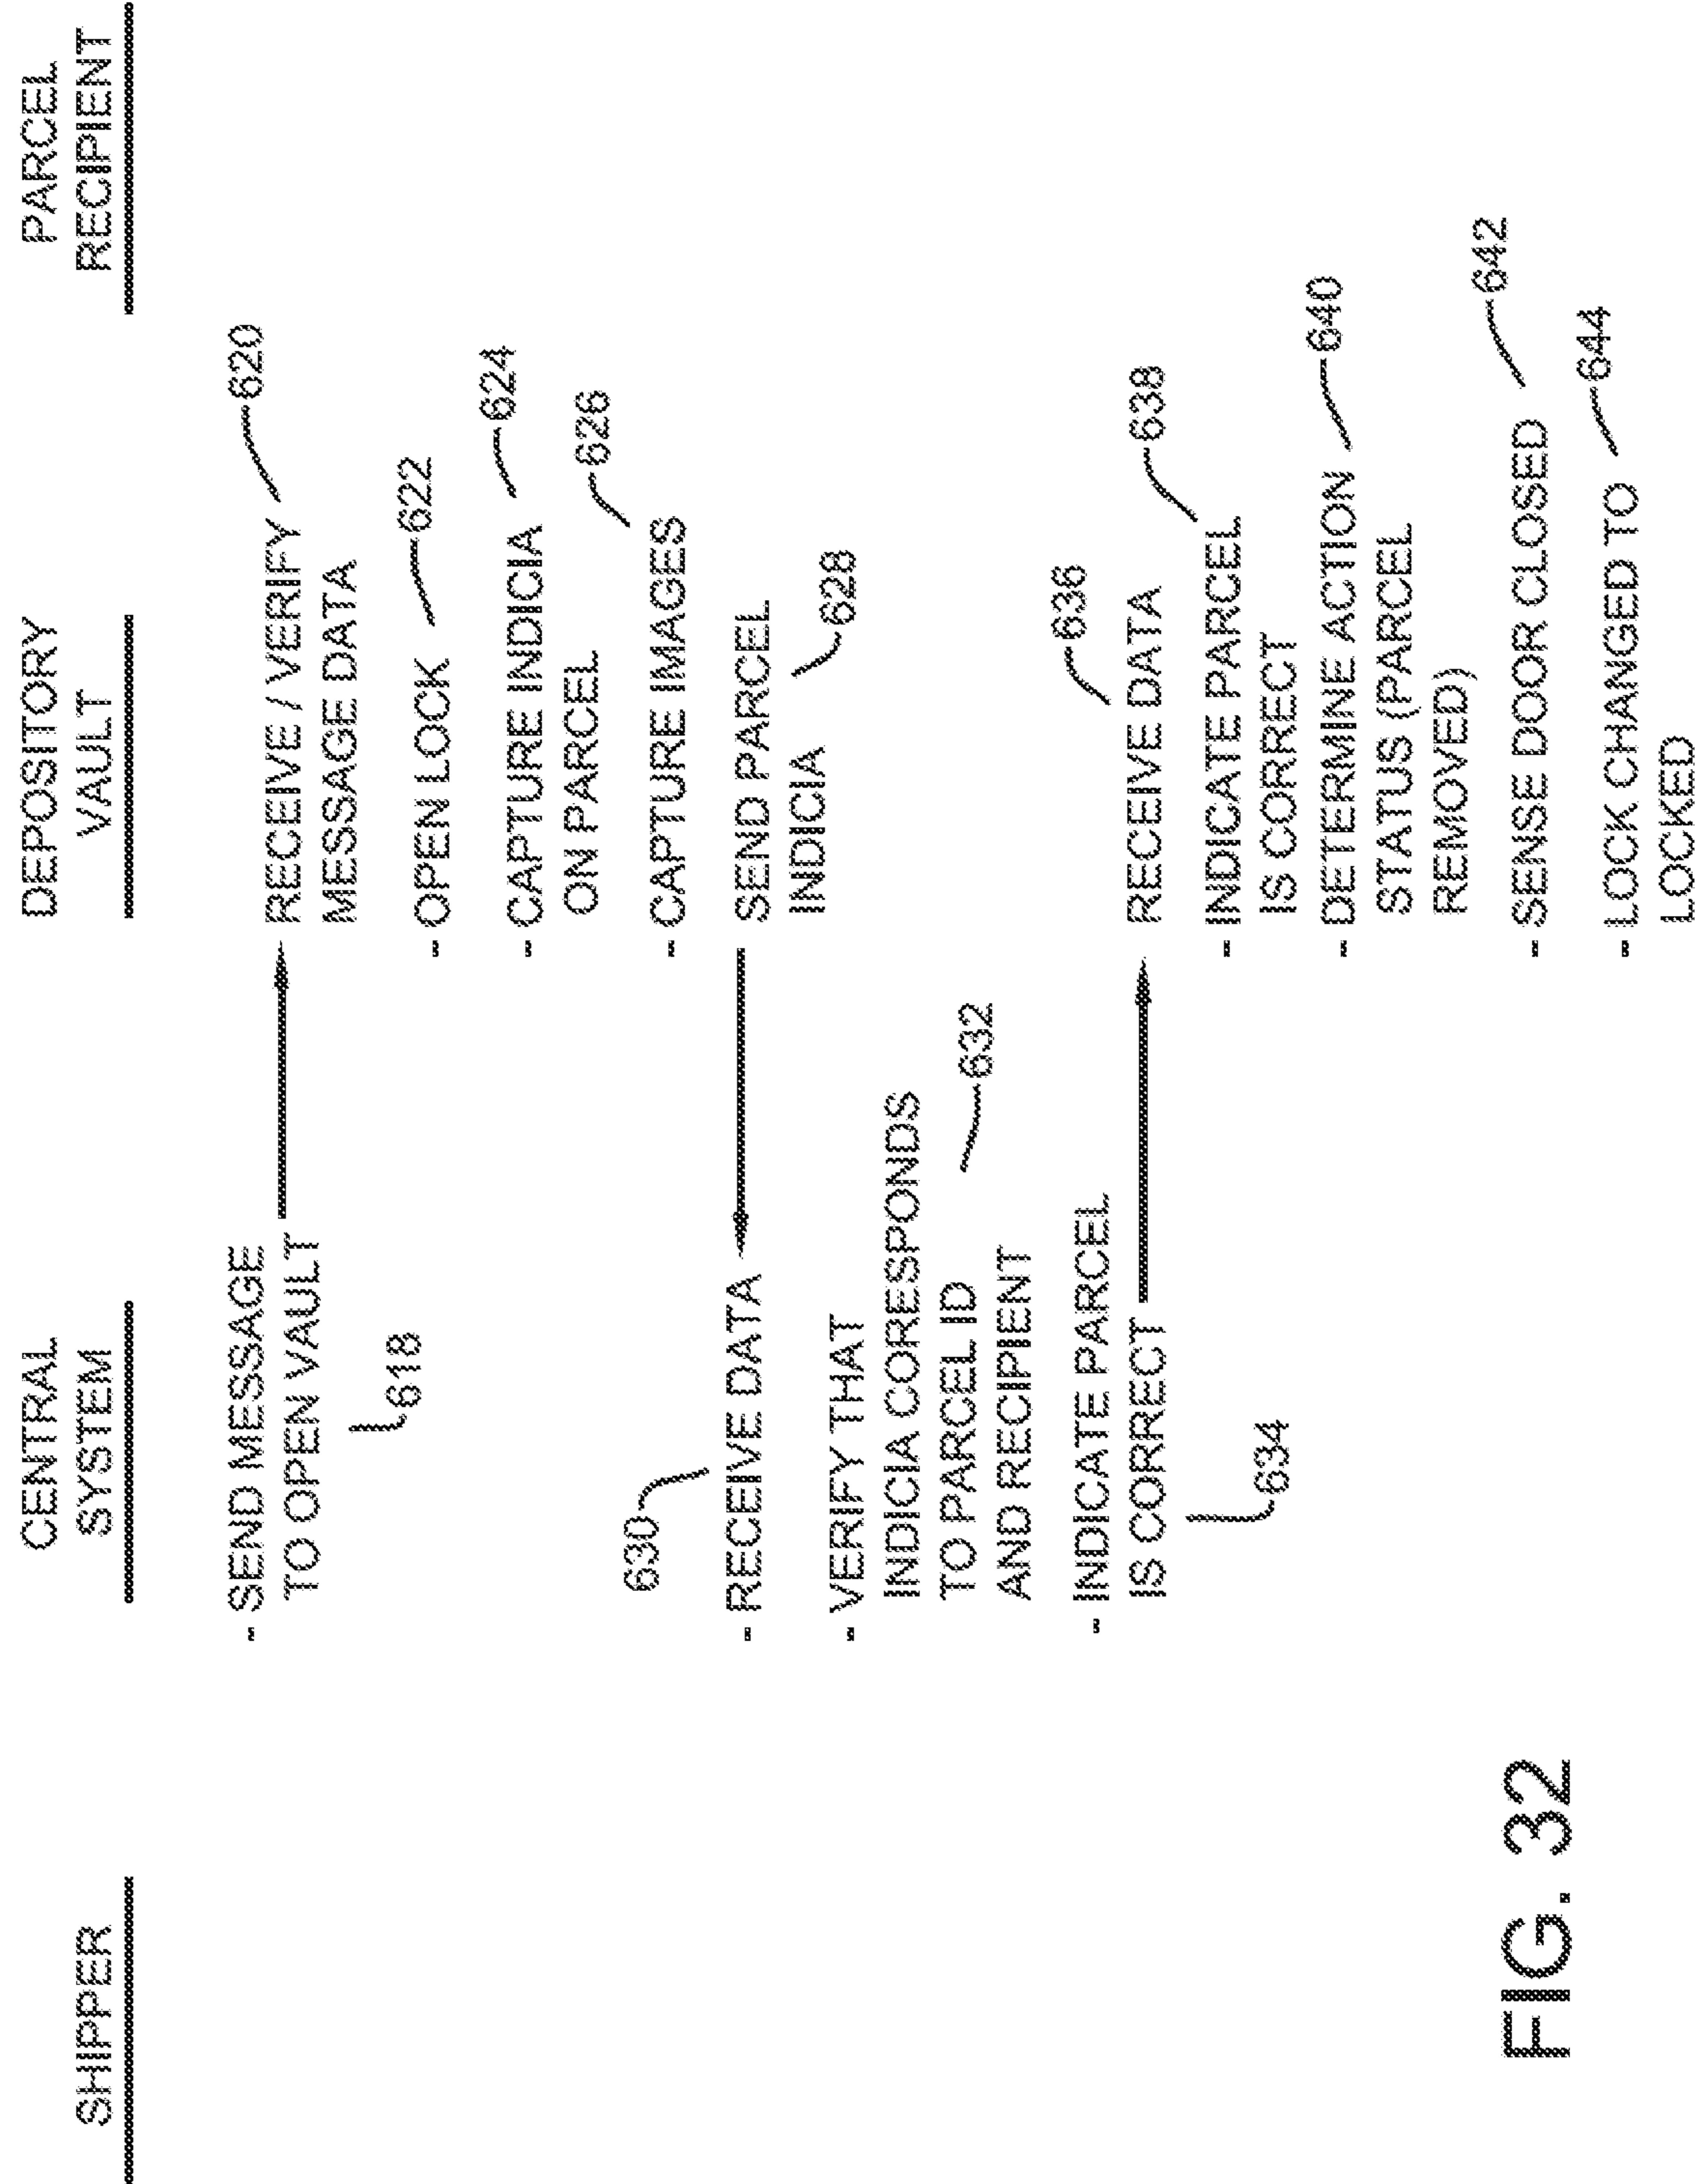 SHIPPER
CENTRAL
SYSTEM
DEPOSITORY
VAULT
PARCEL
RECIPIENT
- SEND MESSAGE
TO OPEN VAULT
618
RECEIVE / VERIFY
MESSAGE DATA
620
- OPEN LOCK
622
- CAPTURE INDICIA
ON PARCEL
624
- CAPTURE IMAGES
626
SEND PARCEL
INDICIA
628
630
- RECEIVE DATA
- VERIFY THAT
INDICIA CORESPONDS
TO PARCEL ID
AND RECIPIENT
632
- INDICATE PARCEL
IS CORRECT
634
RECEIVE DATA
636
- INDICATE PARCEL
IS CORRECT
638
- DETERMINE ACTION
STATUS (PARCEL
REMOVED)
640
- SENSE DOOR CLOSED
642
- LOCK CHANGED TO
LOCKED
644
FIG. 32